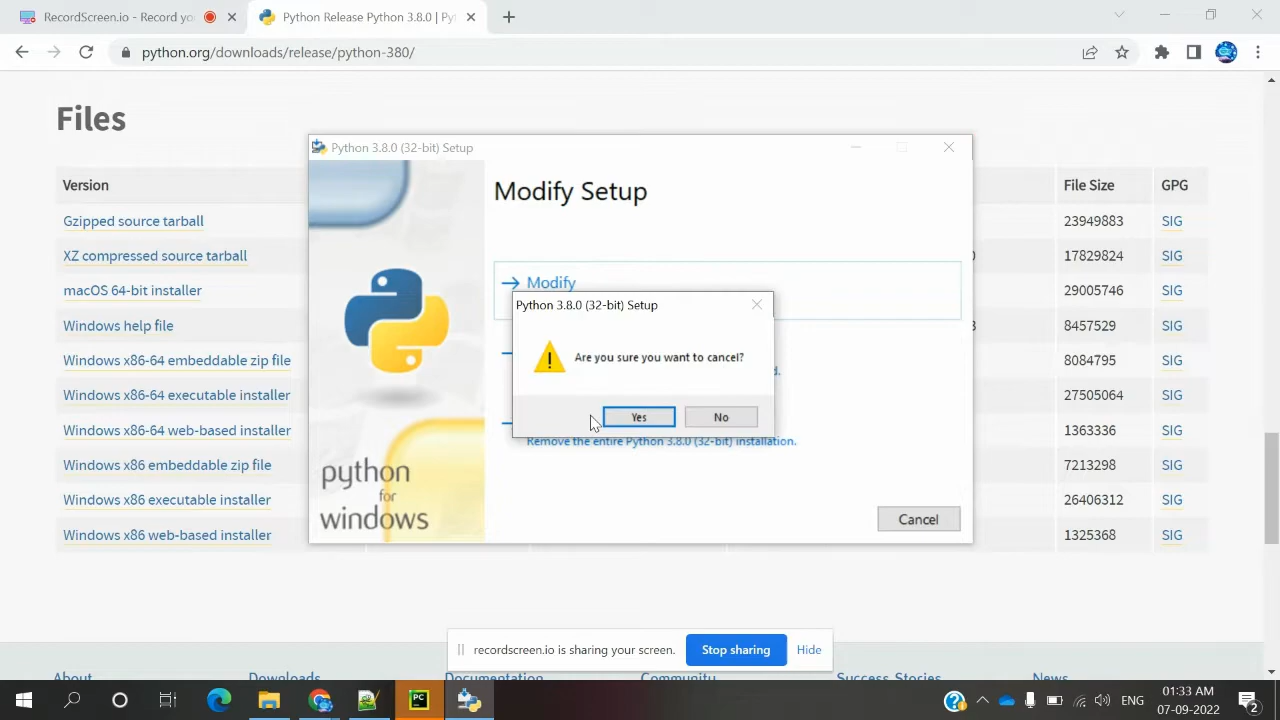 RecordScreen.io - Record yo
Python Release Python 3.8.0 | Py
python.org/downloads/release/python-380/
Files
Version
File Size
GPG
Gzipped source tarball
23949883
SIG
XZ compressed source tarball
17829824
SIG
macOS 64-bit installer
29005746
SIG
Windows help file
8457529
SIG
Windows x86-64 embeddable zip file
8084795
SIG
Windows x86-64 executable installer
27505064
SIG
Windows x86-64 web-based installer
1363336
SIG
Windows x86 embeddable zip file
7213298
SIG
Windows x86 executable installer
26406312
SIG
Windows x86 web-based installer
1325368
SIG
Python 3.8.0 (32-bit) Setup
Modify Setup
Modify
d.
Remove the entire Python 3.8.0 (32-bit) installation.
python
for
windows
Cancel
Python 3.8.0 (32-bit) Setup
Are you sure you want to cancel?
Yes
No
recordscreen.io is sharing your screen.
Stop sharing
Hide
About
Downloads
Documentation
Community
Success Stories
News
PC
ENG
01:33 AM
07-09-2022
2